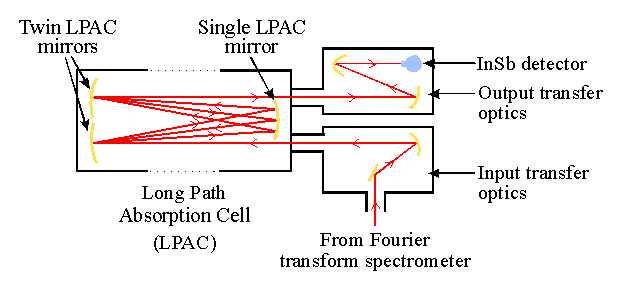 Twin LPAC
mirrors
Single LPAC
mirror
InSb detector
Output transfer
optics
Input transfer
optics
Long Path
Absorption Cell
(LPAC)
From Fourier
transform spectrometer